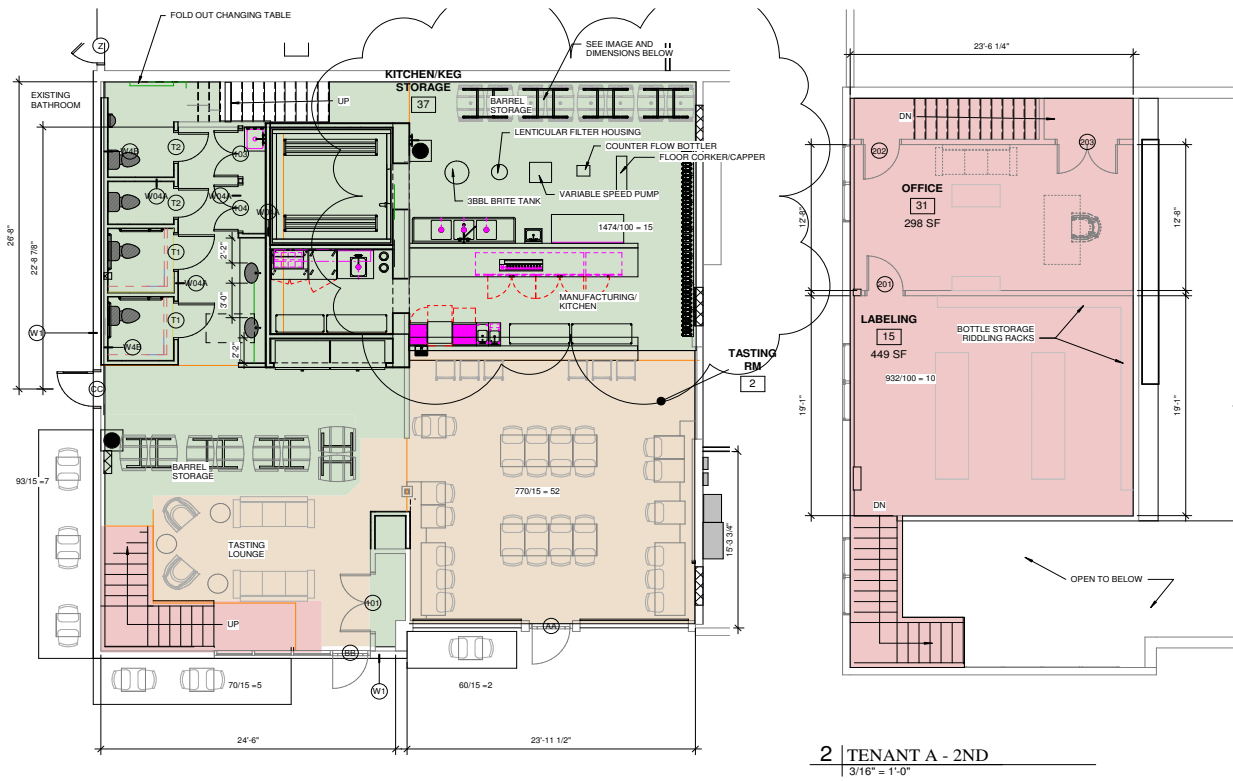 FOLD OUT CHANGING TABLE
ZI
EXISTING
BATHROOM
UP
KITCHEN/KEG
STORAGE
37
BARREL
STORAGE
SEE IMAGE AND
DIMENSIONS BELOW
LENTICULAR FILTER HOUSING
COUNTER FLOW BOTTLER
FLOOR CORKER/CAPPER
VARIABLE SPEED PUMP
3BBL BRITE TANK
1474/100 = 15
W4B
T2
103
W04A
W04A
T2
104
W04A
T1
W04A
T1
W4B
2'-2"
3'-0"
2'-2"
26'-8"
22'-8 7/8"
W1
CC
MANUFACTURING/
KITCHEN
TASTING
RM
2
BARREL
STORAGE
93/15 =7
770/15 = 52
15'-3 3/4"
TASTING
LOUNGE
UP
101
AA
BB
W1
70/15 =5
60/15 =2
24'-6"
23'-11 1/2"
23'-6 1/4"
DN
202
203
OFFICE
31
298 SF
12'-8"
12'-8"
201
LABELING
15
449 SF
BOTTLE STORAGE
RIDDLING RACKS
932/100 = 10
19'-1"
19'-1"
DN
OPEN TO BELOW
2 TENANT A - 2ND
3/16" = 1'-0"